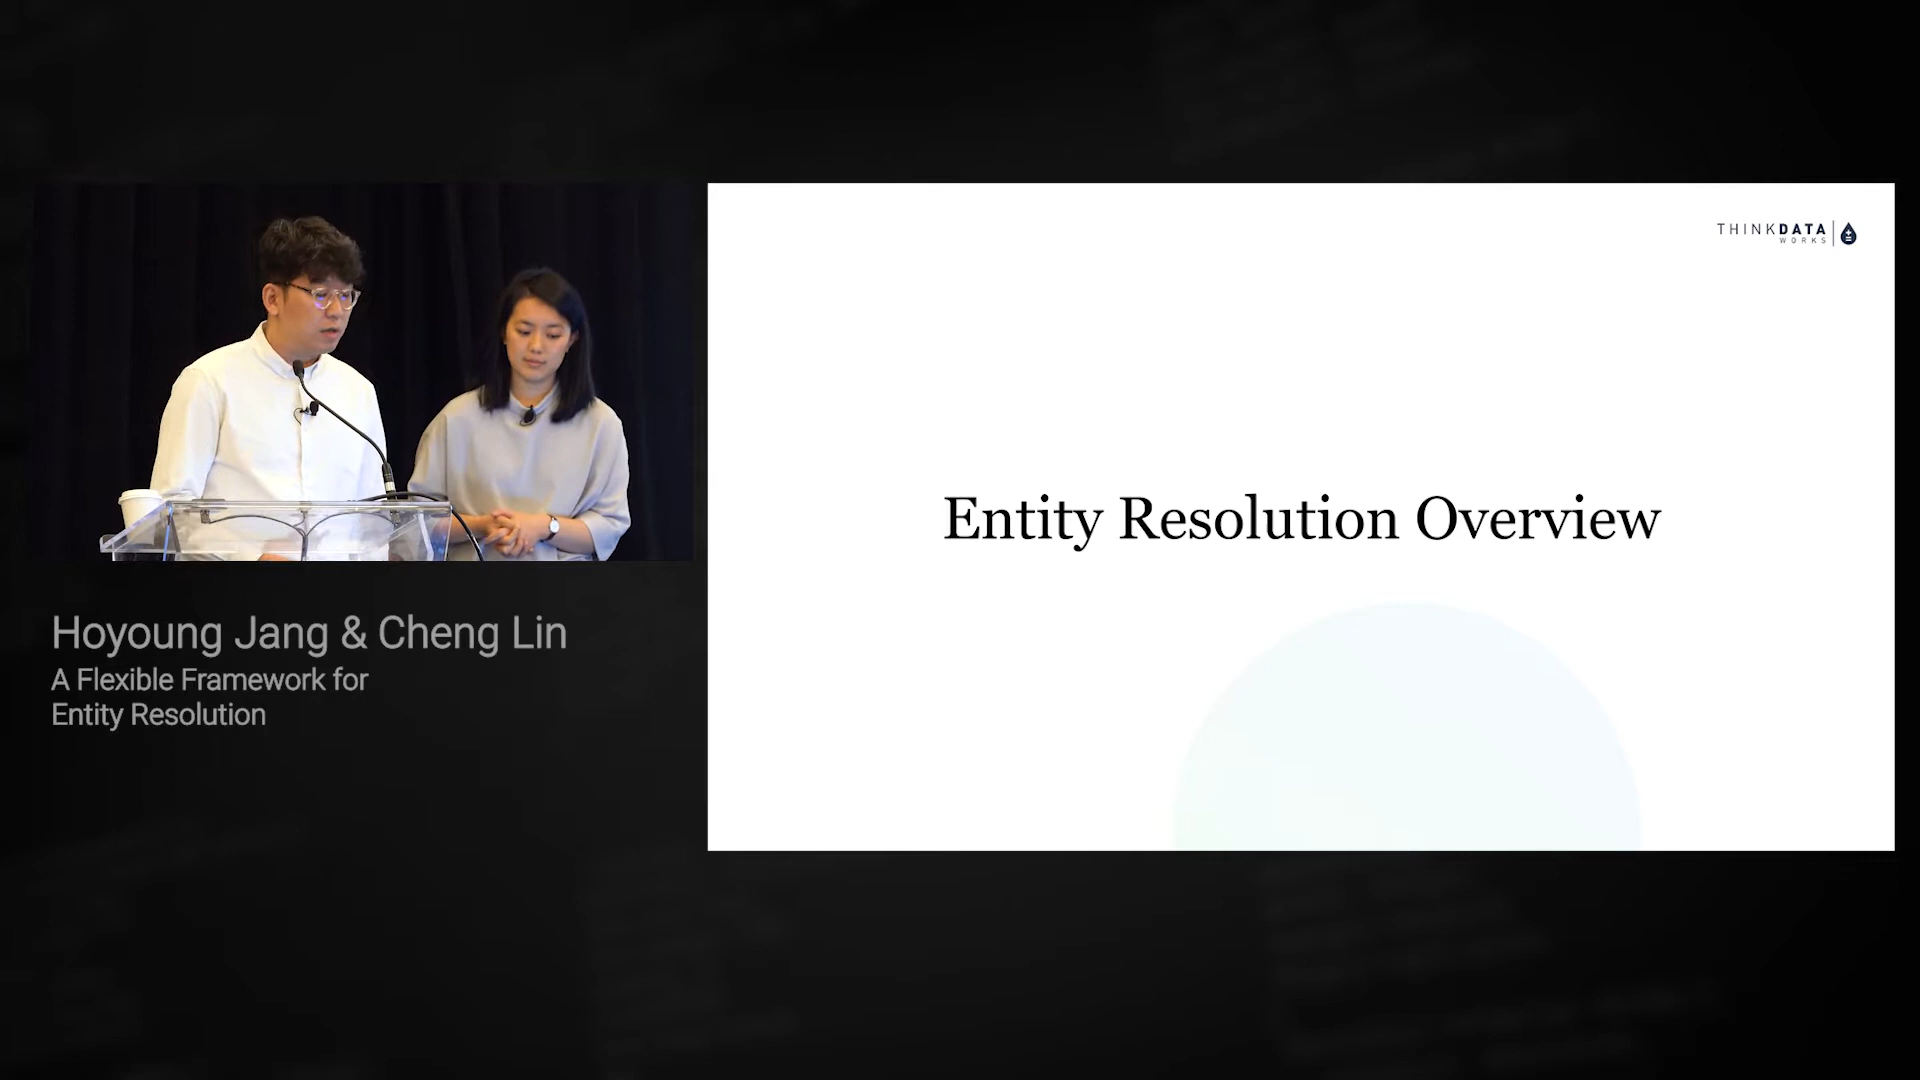 THINKDATA
WORKS
Entity Resolution Overview
Hoyoung Jang & Cheng Lin
A Flexible Framework for
Entity Resolution